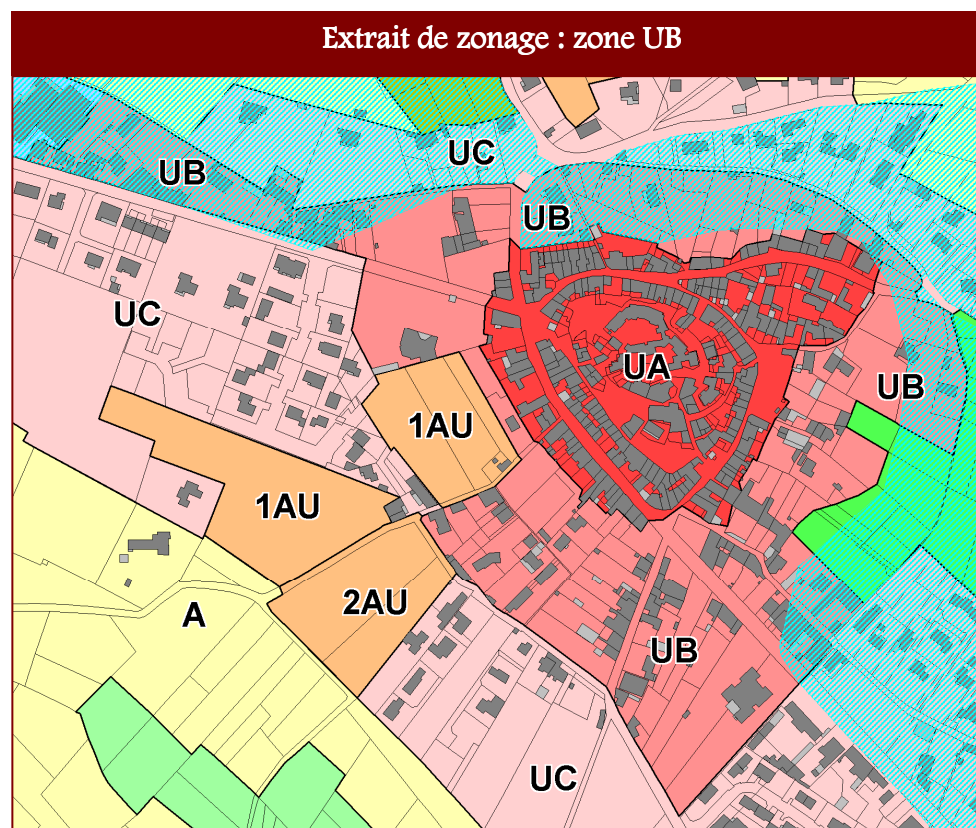 Extrait de zonage : zone UB
UC
UB
UB
UC
UA
UB
1AU
1AU
2AU
A
UB
UC